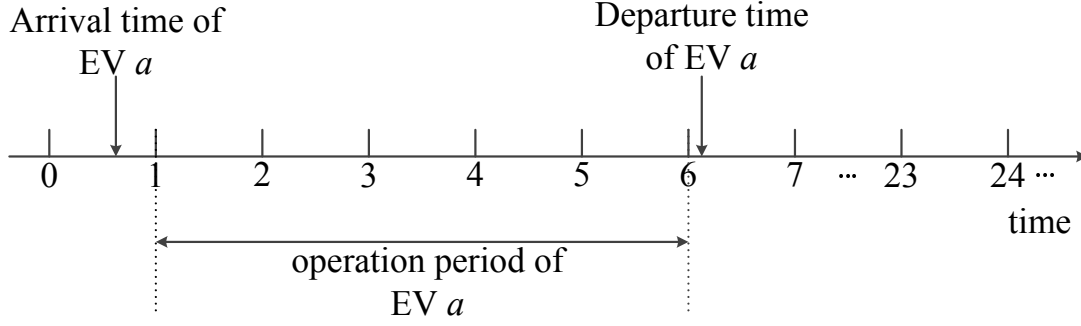 Arrival time of
EV a
Departure time
of EV a
0 1 2 3 4 5 6 7 ... 23 24 ...
time
operation period of
EV a